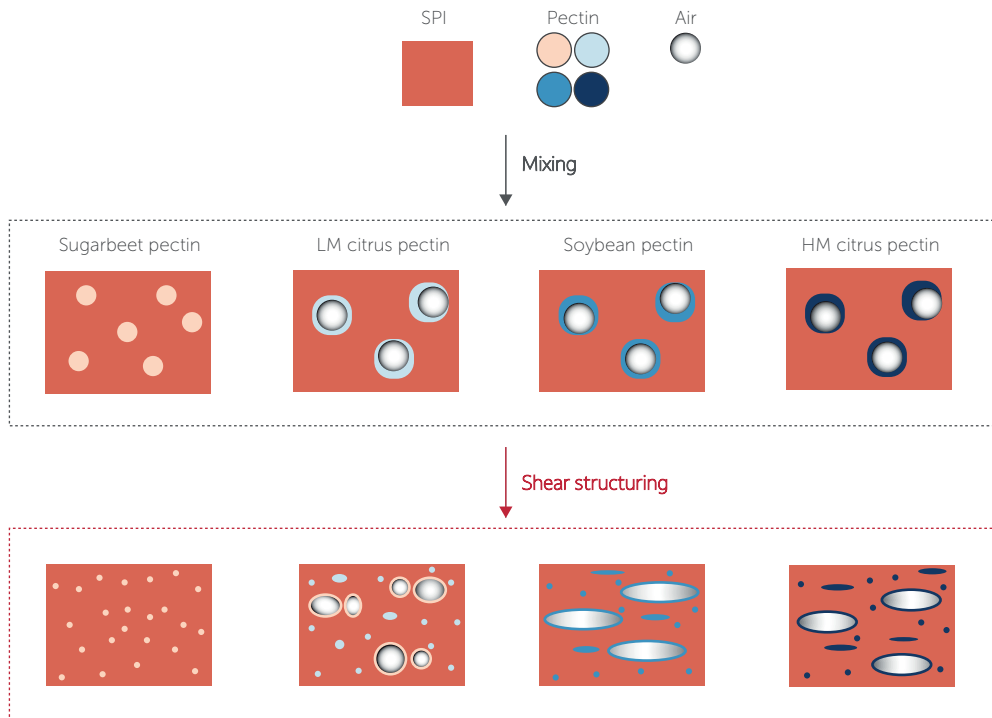 SPI
Pectin
Air
Mixing
Sugarbeet pectin
LM citrus pectin
Soybean pectin
HM citrus pectin
Shear structuring